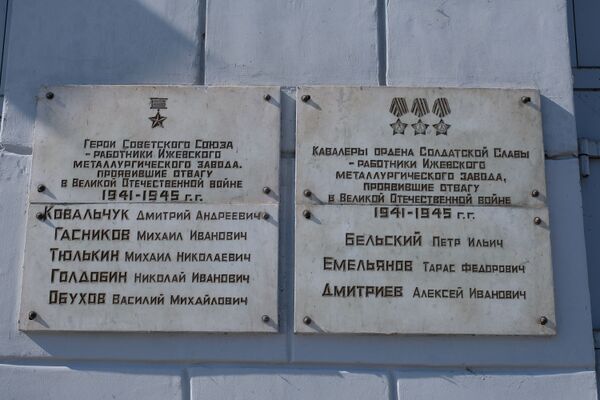 Герои Советского Союза
- работники Ижевского
металлургического завода,
проявившие отвагу
в Великой Отечественной войне
1941-1945 г.г.
Ковальчук Дмитрий Андреевич
Гасников Михаил Иванович
Тюлькин Михаил Николаевич
Голдобин Николай Иванович
Обухов Василий Михайлович
Кавалеры ордена Солдатской Славы
- работники Ижевского
металлургического завода,
проявившие отвагу
в Великой Отечественной войне
1941-1945 г.г.
Бельский Петр Ильич
Емельянов Тарас Федорович
Дмитриев Алексей Иванович